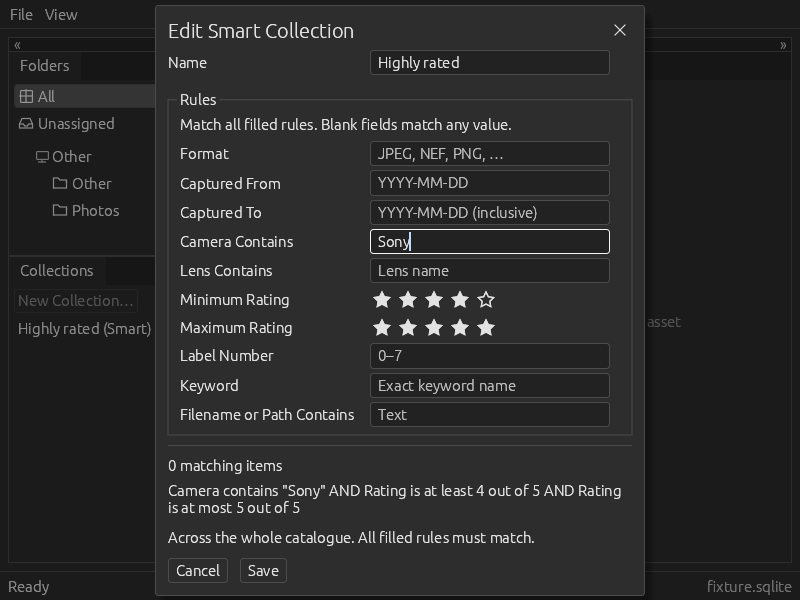 File View
Edit Smart Collection
Name Highly rated
« »
Folders
All
Unassigned
Other
Other
Photos
Collections
New Collection…
Highly rated (Smart)
Rules
Match all filled rules. Blank fields match any value.
Format JPEG, NEF, PNG, …
Captured From YYYY-MM-DD
Captured To YYYY-MM-DD (inclusive)
Camera Contains Sony
Lens Contains Lens name
Minimum Rating
Maximum Rating
Label Number 0–7
Keyword Exact keyword name
Filename or Path Contains Text
asset
0 matching items
Camera contains "Sony" AND Rating is at least 4 out of 5 AND Rating
is at most 5 out of 5
Across the whole catalogue. All filled rules must match.
Cancel Save
Ready fixture.sqlite